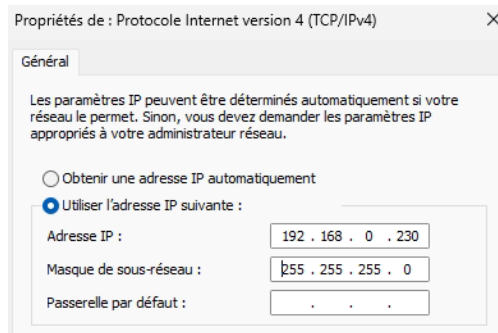 Propriétés de : Protocole Internet version 4 (TCP/IPv4)
Général
Les paramètres IP peuvent être déterminés automatiquement si votre
réseau le permet. Sinon, vous devez demander les paramètres IP
appropriés à votre administrateur réseau.
Obtenir une adresse IP automatiquement
Utiliser l'adresse IP suivante :
Adresse IP : 192 . 168 . 0 . 230
Masque de sous-réseau : 255 . 255 . 255 . 0
Passerelle par défaut : . . .